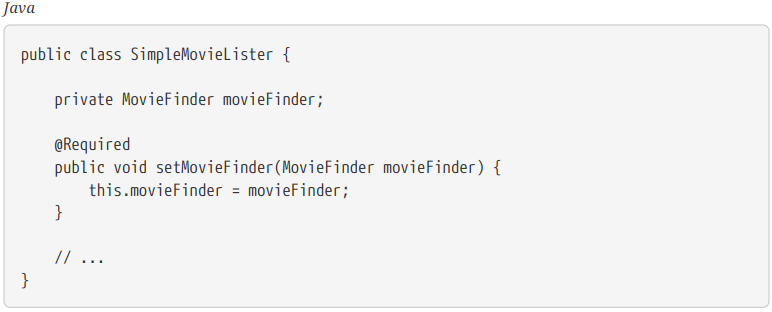 Java
public class SimpleMovieLister {
    private MovieFinder movieFinder;
    @Required
    public void setMovieFinder(MovieFinder movieFinder) {
        this.movieFinder = movieFinder;
    }
    // ...
}